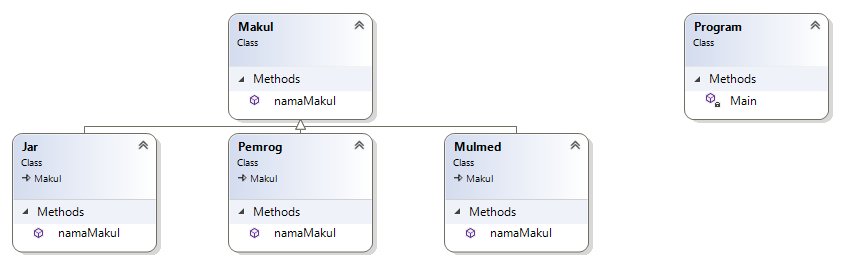 Makul
Class
Methods
namaMakul
Program
Class
Methods
Main
Jar
Class
Makul
Methods
namaMakul
Pemrog
Class
Makul
Methods
namaMakul
Mulmed
Class
Makul
Methods
namaMakul